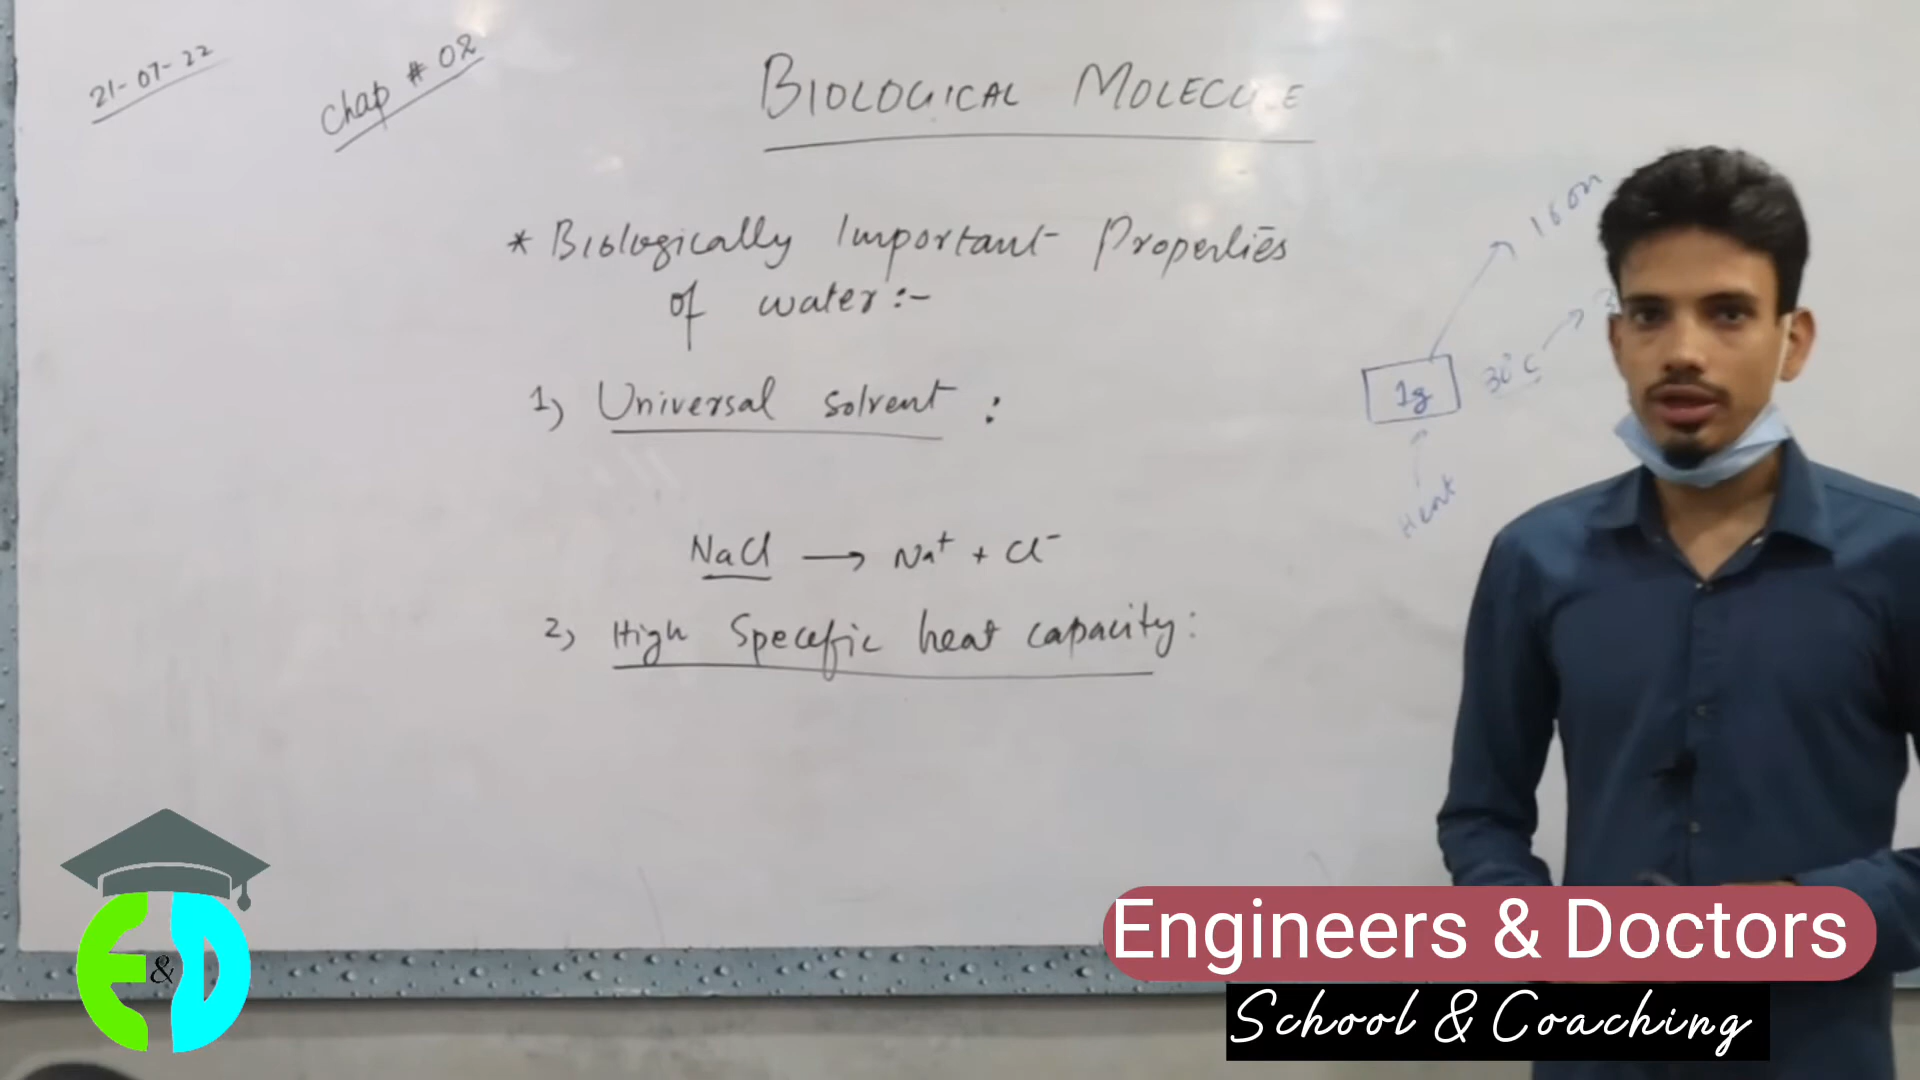 21-07-22
Chap # 02
BIOLOGICAL MOLECULE
* Biologically Important Properties
of water:-
1) Universal solvent :
NaCl → Na⁺ + Cl⁻
2) High Specefic heat capacity:
1g
30°C
Heat
E&D
Engineers & Doctors
School & Coaching